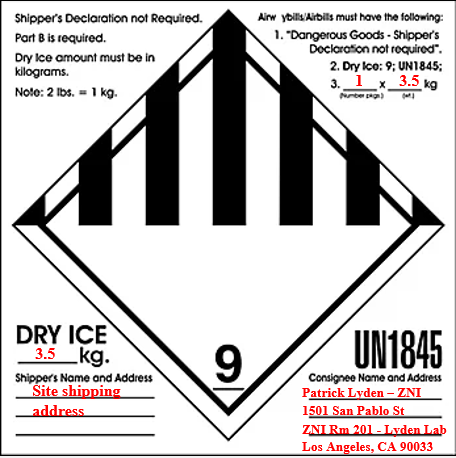 Shipper's Declaration not Required.
Part B is required.
Dry Ice amount must be in
kilograms.
Note: 2 lbs. = 1 kg.
Airw ybills/Airbills must have the following:
1. "Dangerous Goods - Shipper's
Declaration not required".
2. Dry Ice: 9; UN1845;
3. 1 x 3.5 kg
(Number pkgs.) (wt.)
DRY ICE
3.5 kg.
9
UN1845
Shipper's Name and Address
Site shipping
address
Consignee Name and Address
Patrick Lyden – ZNI
1501 San Pablo St
ZNI Rm 201 - Lyden Lab
Los Angeles, CA 90033